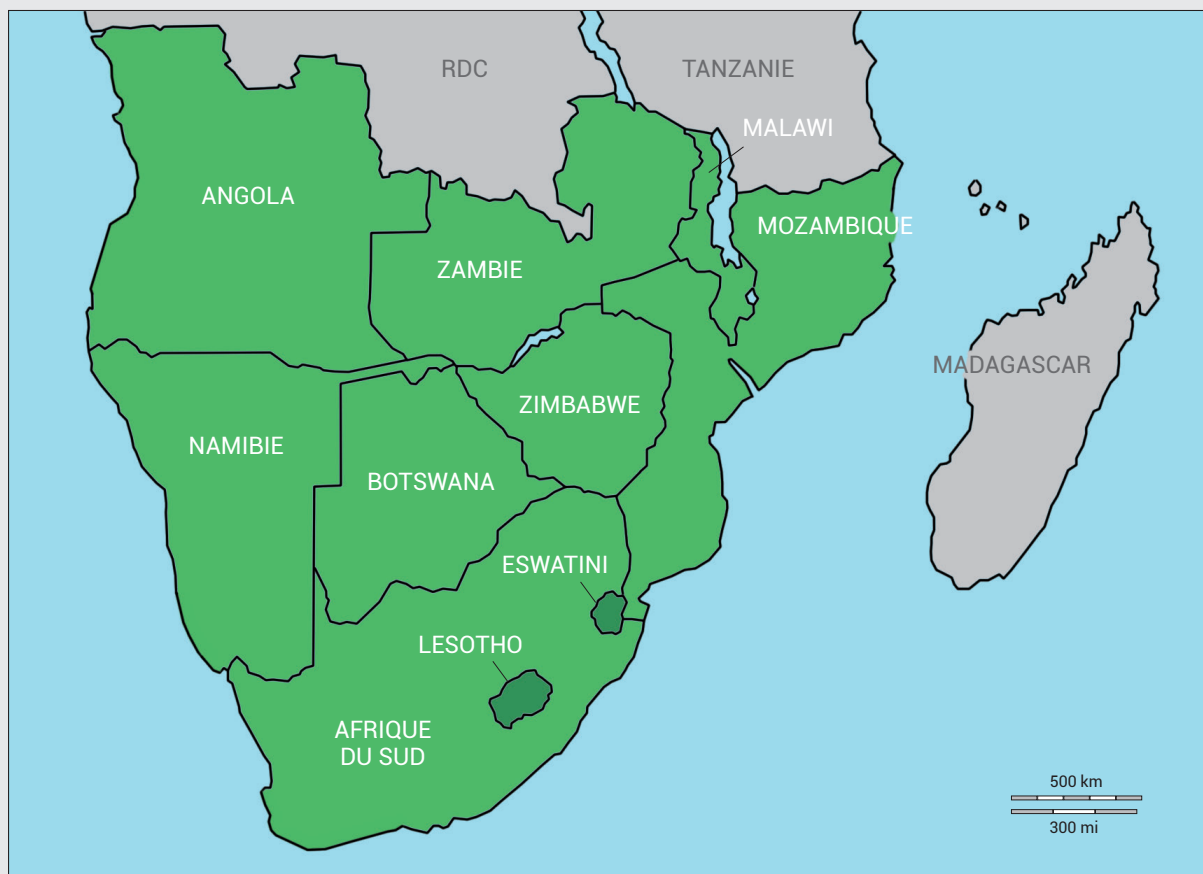 RDC
TANZANIE
MALAWI
ANGOLA
MOZAMBIQUE
ZAMBIE
MADAGASCAR
ZIMBABWE
NAMIBIE
BOTSWANA
ESWATINI
LESOTHO
AFRIQUE
DU SUD
500 km
300 mi